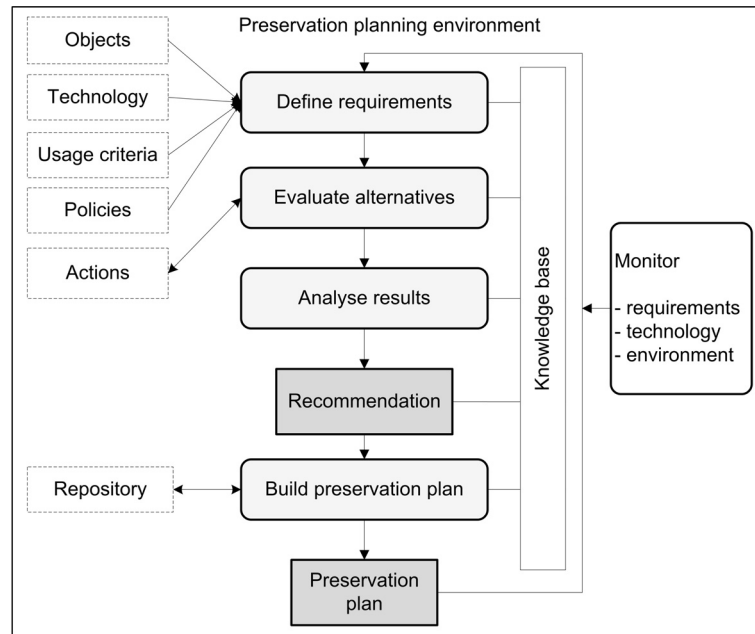 Preservation planning environment
Objects
Technology
Usage criteria
Policies
Actions
Repository
Define requirements
Evaluate alternatives
Analyse results
Recommendation
Build preservation plan
Preservation
plan
Knowledge base
Monitor
- requirements
- technology
- environment